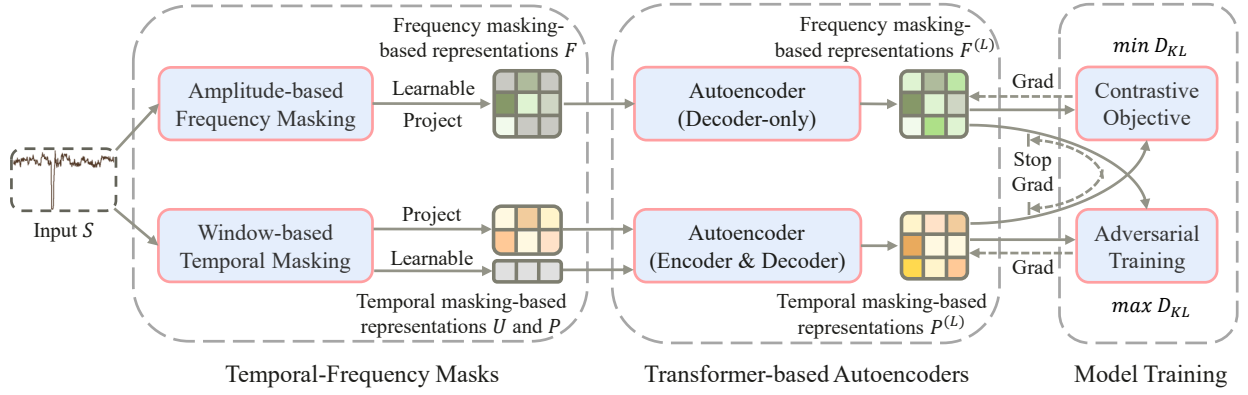 Frequency masking-
based representations F
Amplitude-based
Frequency Masking
Learnable
Project
Input S
Window-based
Temporal Masking
Project
Learnable
Temporal masking-based
representations U and P
Temporal-Frequency Masks
Frequency masking-
based representations F^(L)
Autoencoder
(Decoder-only)
Autoencoder
(Encoder & Decoder)
Temporal masking-based
representations P^(L)
Transformer-based Autoencoders
min D_KL
Grad
Contrastive
Objective
Stop
Grad
Adversarial
Training
Grad
max D_KL
Model Training